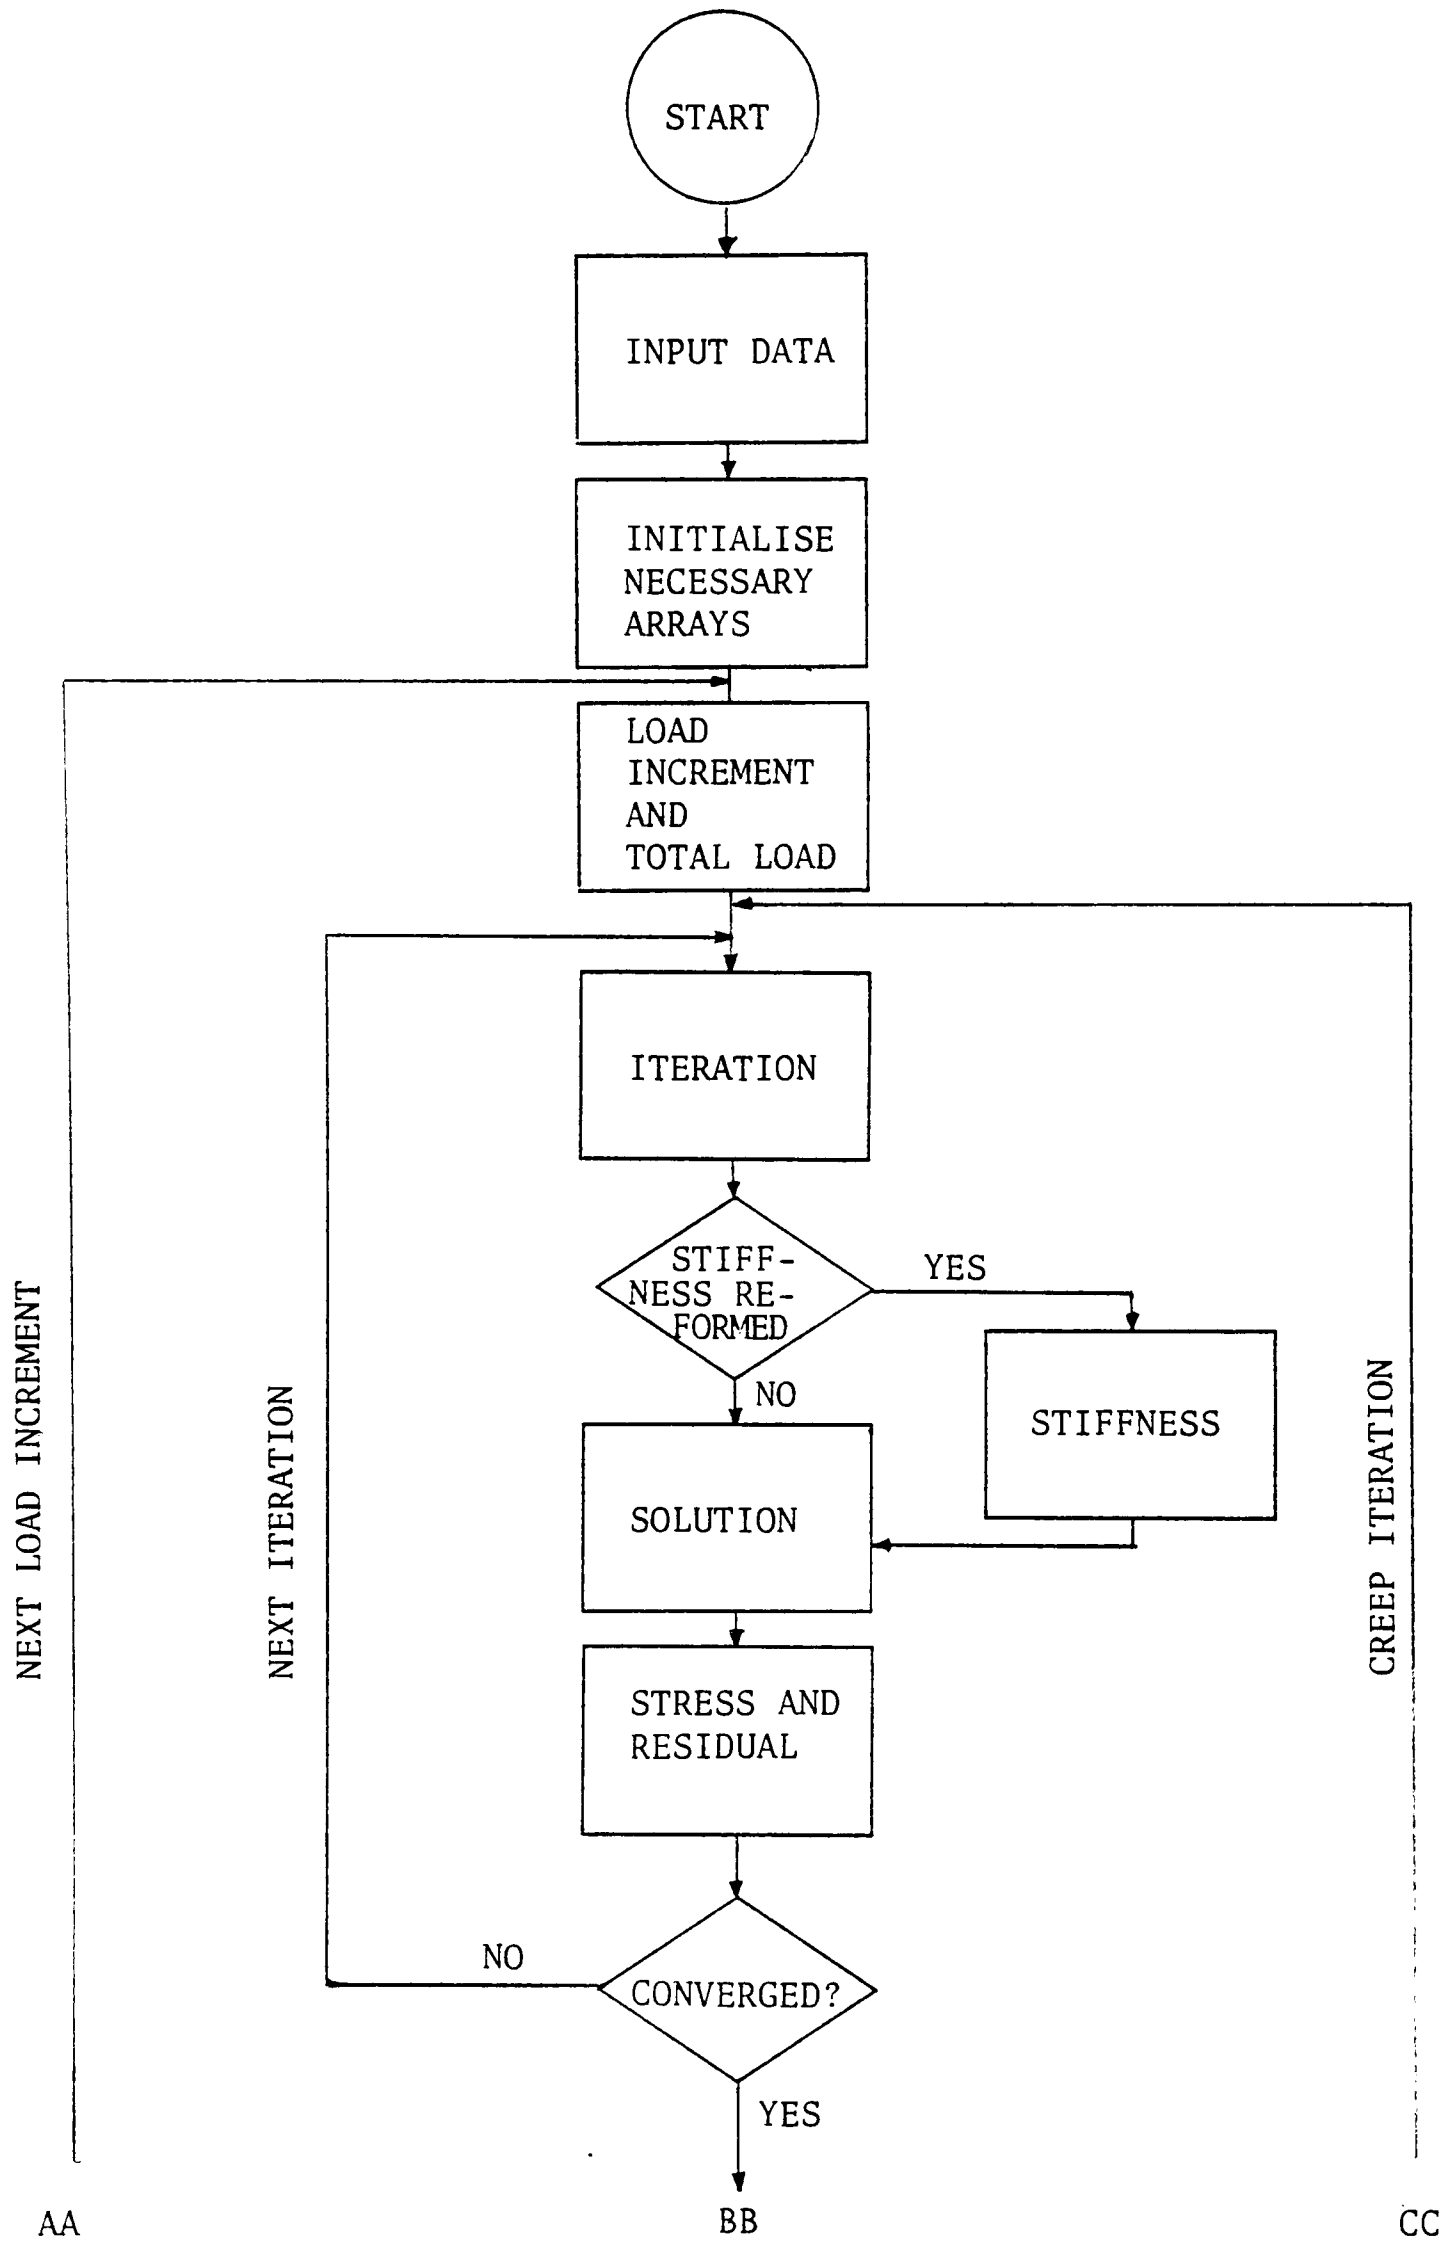 START
INPUT DATA
INITIALISE
NECESSARY
ARRAYS
LOAD
INCREMENT
AND
TOTAL LOAD
ITERATION
STIFF-
NESS RE-
FORMED
YES
NO
STIFFNESS
SOLUTION
STRESS AND
RESIDUAL
NO
CONVERGED?
YES
NEXT LOAD INCREMENT
NEXT ITERATION
CREEP ITERATION
AA
BB
CC